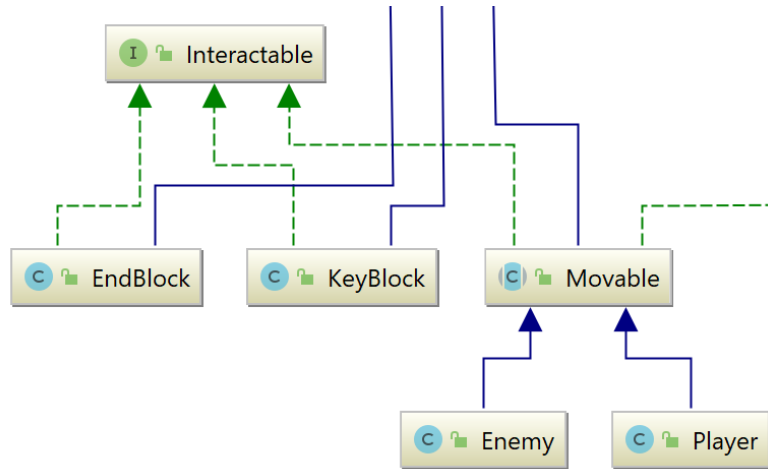 I Interactable
C EndBlock
C KeyBlock
C Movable
C Enemy
C Player